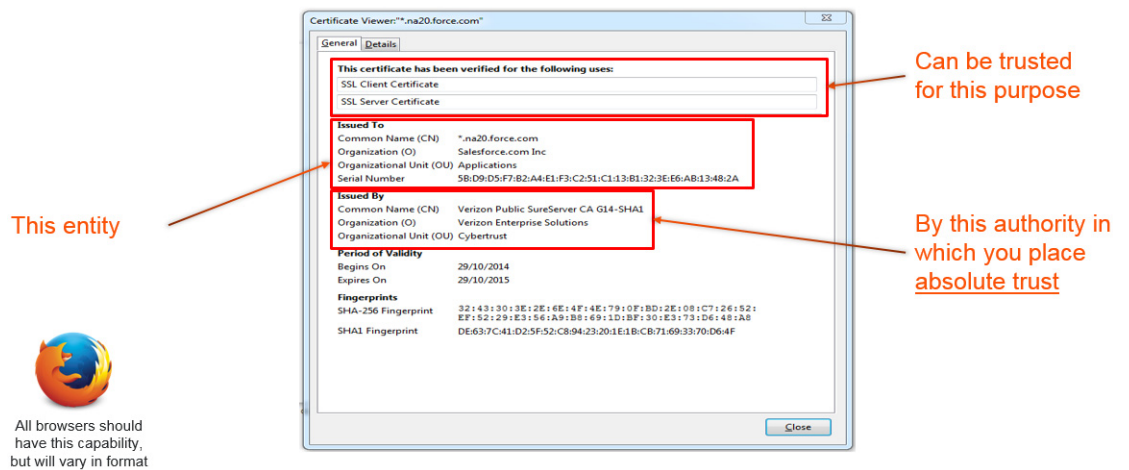 Certificate Viewer:"*.na20.force.com"
General Details
This certificate has been verified for the following uses:
SSL Client Certificate
SSL Server Certificate
Can be trusted
for this purpose
Issued To
Common Name (CN) *.na20.force.com
Organization (O) Salesforce.com Inc
Organizational Unit (OU) Applications
Serial Number 5B:D9:D5:F7:B2:A4:E1:F3:C2:51:C1:13:B1:32:3E:E6:AB:13:48:2A
This entity
Issued By
Common Name (CN) Verizon Public SureServer CA G14-SHA1
Organization (O) Verizon Enterprise Solutions
Organizational Unit (OU) Cybertrust
By this authority in
which you place
absolute trust
Period of Validity
Begins On 29/10/2014
Expires On 29/10/2015
Fingerprints
SHA-256 Fingerprint 32:43:30:3E:2E:6E:4F:4E:79:0F:BD:2E:08:C7:26:52:
EF:52:29:E3:56:A9:B8:69:1D:BF:30:E3:73:D6:48:A8
SHA1 Fingerprint DE:63:7C:41:D2:5F:52:C8:94:23:20:1E:1B:CB:71:69:33:70:D6:4F
Close
All browsers should
have this capability,
but will vary in format